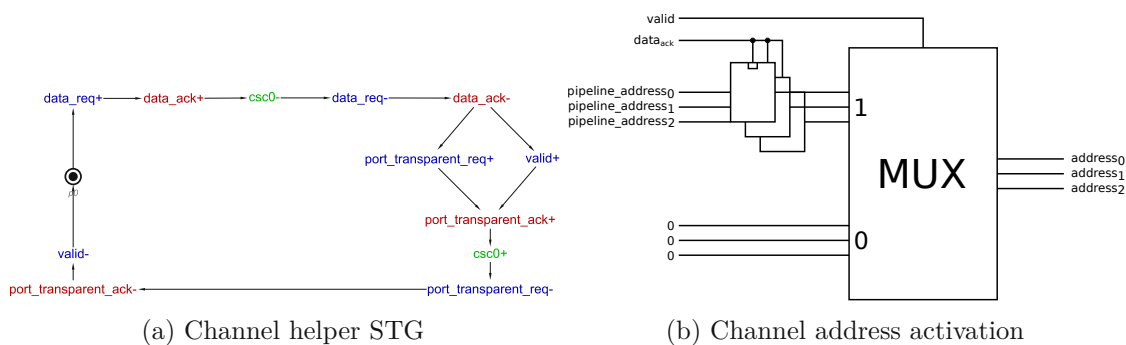 data_req+
data_ack+
csc0-
data_req-
data_ack-
port_transparent_req+
valid+
p0
port_transparent_ack+
csc0+
valid-
port_transparent_ack-
port_transparent_req-
(a) Channel helper STG
valid
data_ack
pipeline_address0
pipeline_address1
pipeline_address2
1
MUX
address0
address1
address2
0
0
0
0
(b) Channel address activation